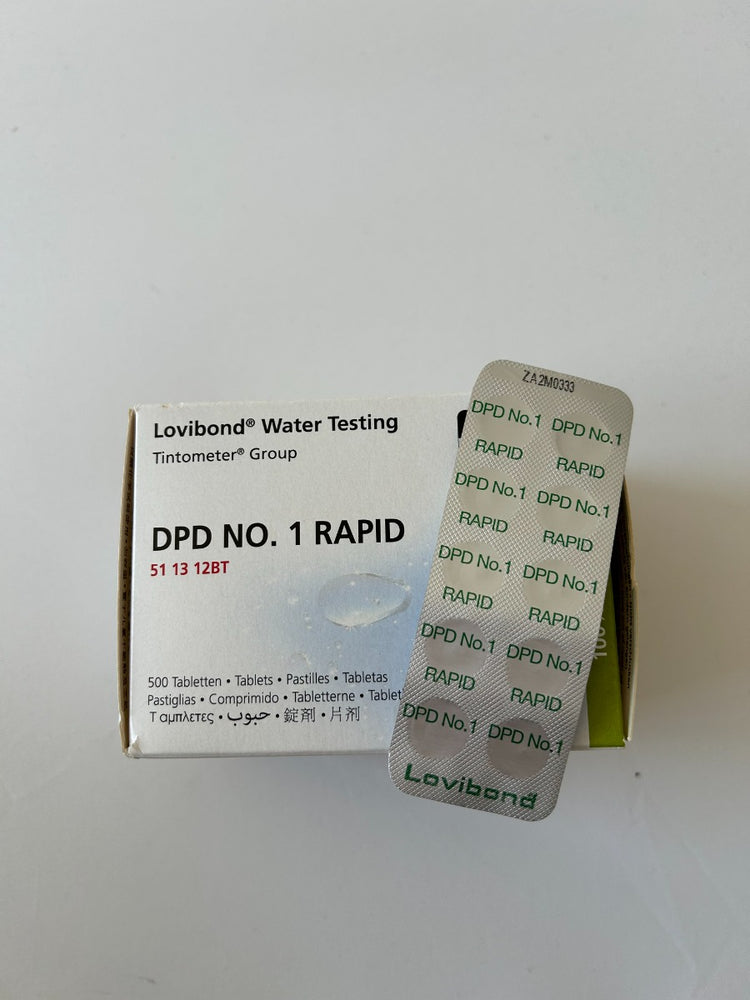 Lovibond® Water Testing
Tintometer® Group
DPD NO. 1 RAPID
51 13 12BT
500 Tabletten • Tablets • Pastilles • Tabletas
Pastiglias • Comprimido • Tabletterne • Tablet
Ταμπλετες • حبوب • 錠剤 • 片剤
ZA2M0333
DPD No.1 DPD No.1
RAPID RAPID
DPD No.1 DPD No.1
RAPID RAPID
DPD No.1 DPD No.1
RAPID RAPID
DPD No.1 DPD No.1
RAPID RAPID
DPD No.1 DPD No.1
Lovibond